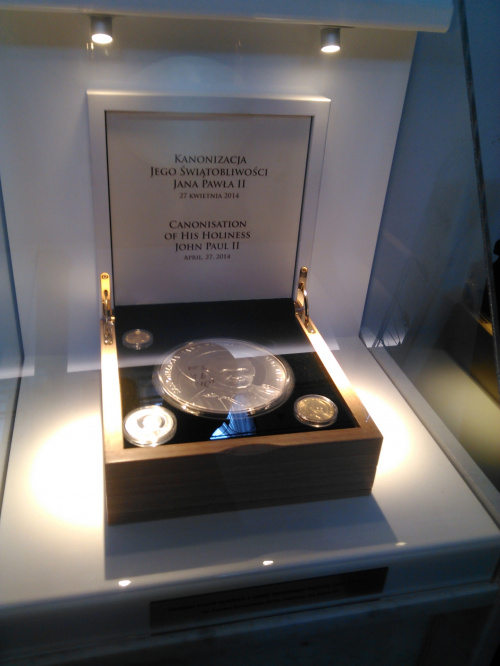 Kanonizacja
Jego Świątobliwości
Jana Pawła II
27 kwietnia 2014
Canonisation
of His Holiness
John Paul II
April, 27. 2014